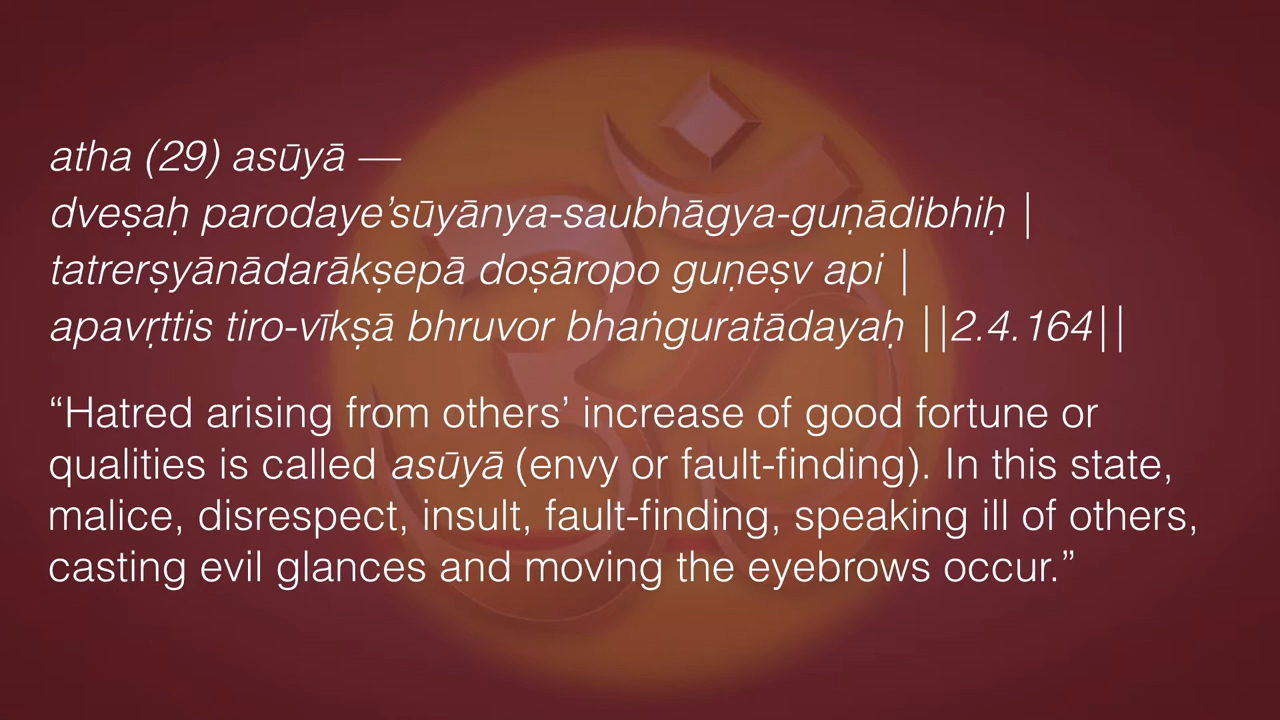 atha (29) asūyā —
dveṣaḥ parodaye’sūyānya-saubhāgya-guṇādibhiḥ |
tatrerṣyānādarākṣepā doṣāropo guṇeṣv api |
apavṛttis tiro-vīkṣā bhruvor bhaṅguratādayaḥ ||2.4.164||
“Hatred arising from others’ increase of good fortune or
qualities is called asūyā (envy or fault-finding). In this state,
malice, disrespect, insult, fault-finding, speaking ill of others,
casting evil glances and moving the eyebrows occur.”